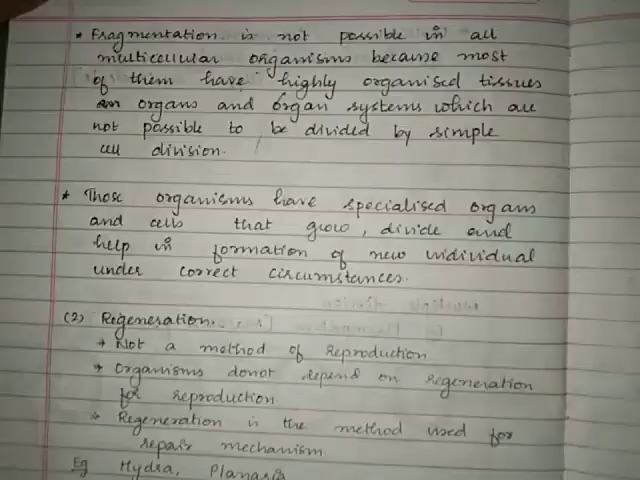 * Fragmentation is not possible in all
multicellular organisms because most
of them have highly organised tissues
organs and organ systems which are
not possible to be divided by simple
cell division.
* Those organisms have specialised organs
and cells that grow, divide and
help in formation of new individual
under correct circumstances.
(2) Regeneration.
→ Not a method of reproduction
→ Organisms donot depend on regeneration
for reproduction
→ Regeneration is the method used for
repair mechanism
Eg Hydra, Planaria